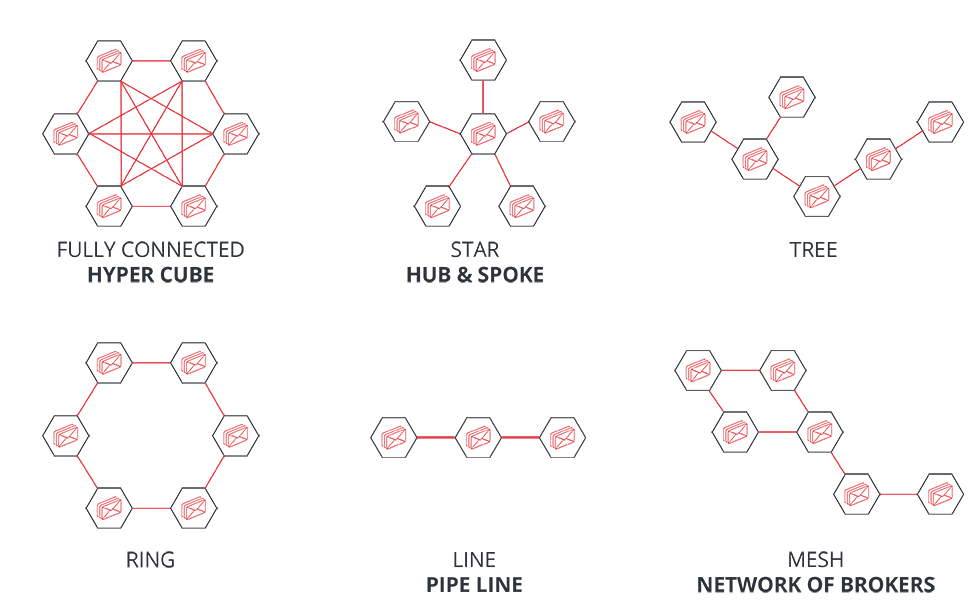 FULLY CONNECTED
HYPER CUBE
STAR
HUB & SPOKE
TREE
RING
LINE
PIPE LINE
MESH
NETWORK OF BROKERS